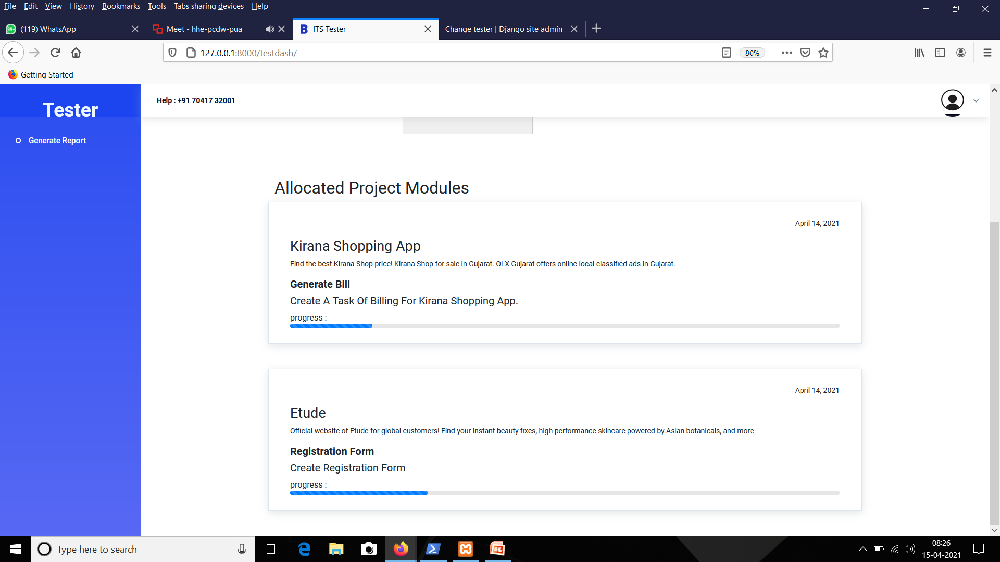 File Edit View History Bookmarks Tools Tabs sharing devices Help
99+ (119) WhatsApp
Meet - hhe-pcdw-pua
B ITS Tester
Change tester | Django site admin
127.0.0.1:8000/testdash/
80%
Getting Started
Tester
Generate Report
Help : +91 70417 32001
Allocated Project Modules
April 14, 2021
Kirana Shopping App
Find the best Kirana Shop price! Kirana Shop for sale in Gujarat. OLX Gujarat offers online local classified ads in Gujarat.
Generate Bill
Create A Task Of Billing For Kirana Shopping App.
progress :
April 14, 2021
Etude
Official website of Etude for global customers! Find your instant beauty fixes, high performance skincare powered by Asian botanicals, and more
Registration Form
Create Registration Form
progress :
Type here to search
08:26
15-04-2021